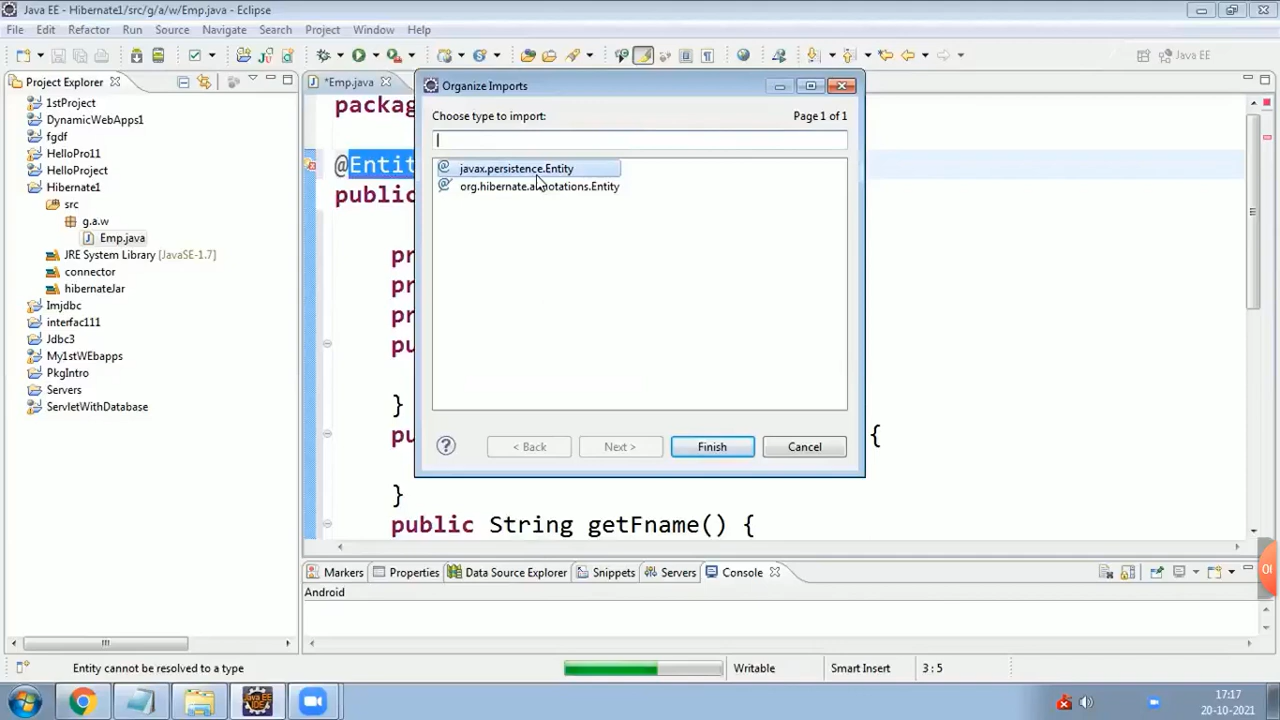 Java EE - Hibernate1/src/g/a/w/Emp.java - Eclipse
File Edit Refactor Run Source Navigate Search Project Window Help
Java EE
Project Explorer
1stProject
DynamicWebApps1
fgdf
HelloPro11
HelloProject
Hibernate1
src
g.a.w
Emp.java
JRE System Library [JavaSE-1.7]
connector
hibernateJar
Imjdbc
interfac111
Jdbc3
My1stWEbapps
PkgIntro
Servers
ServletWithDatabase
*Emp.java
packag
@Entit
public
pr
pr
pr
pu
}
pu {
}
public String getFname() {
Organize Imports
Choose type to import: Page 1 of 1
javax.persistence.Entity
org.hibernate.annotations.Entity
< Back Next > Finish Cancel
Markers Properties Data Source Explorer Snippets Servers Console
Android
Entity cannot be resolved to a type Writable Smart Insert 3 : 5
Java EE
IDE
17:17
20-10-2021